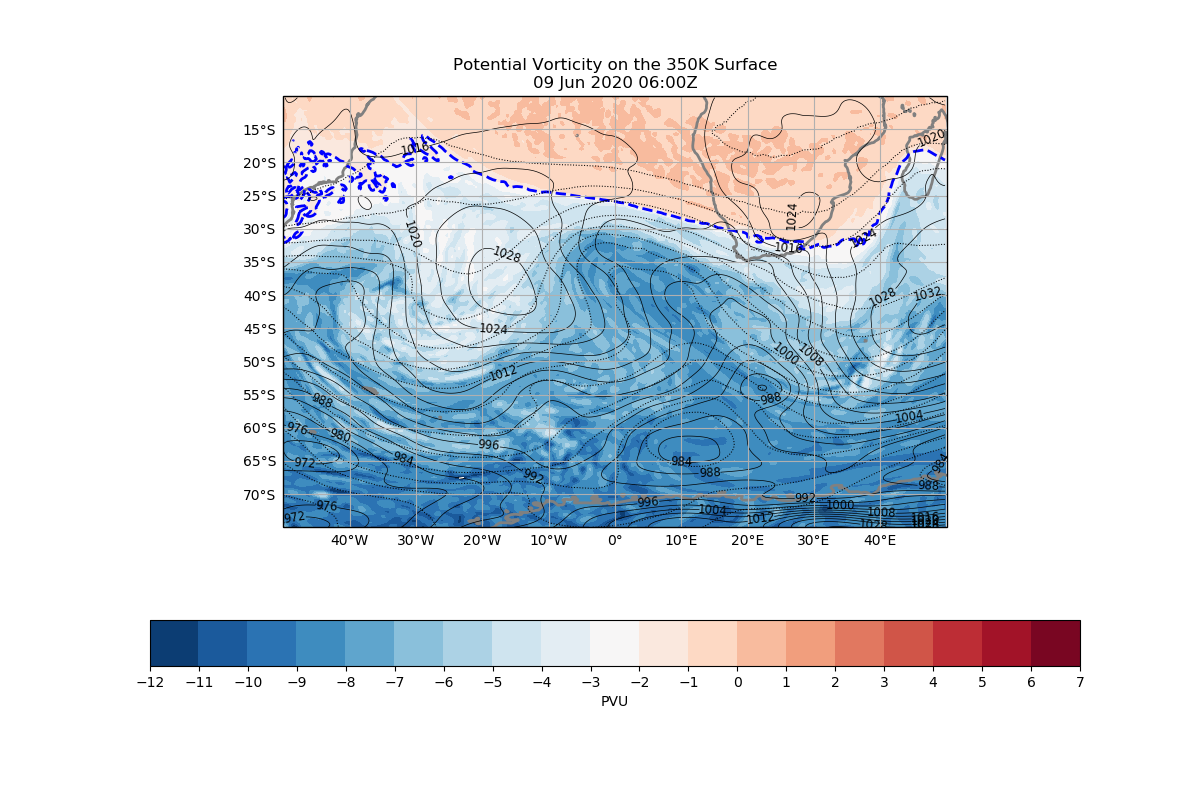 Potential Vorticity on the 350K Surface
09 Jun 2020 06:00Z
15°S
20°S
25°S
30°S
35°S
40°S
45°S
50°S
55°S
60°S
65°S
70°S
1016
1020
1024
1016
1024
1020
1028
1028
1032
1024
1000
1008
1012
988
988
1004
976
980
996
972
984
984
988
992
984
988
976
996
992
1000
972
1004
1012
1008
1028
1016
40°W
30°W
20°W
10°W
0°
10°E
20°E
30°E
40°E
−12
−11
−10
−9
−8
−7
−6
−5
−4
−3
−2
−1
0
1
2
3
4
5
6
7
PVU